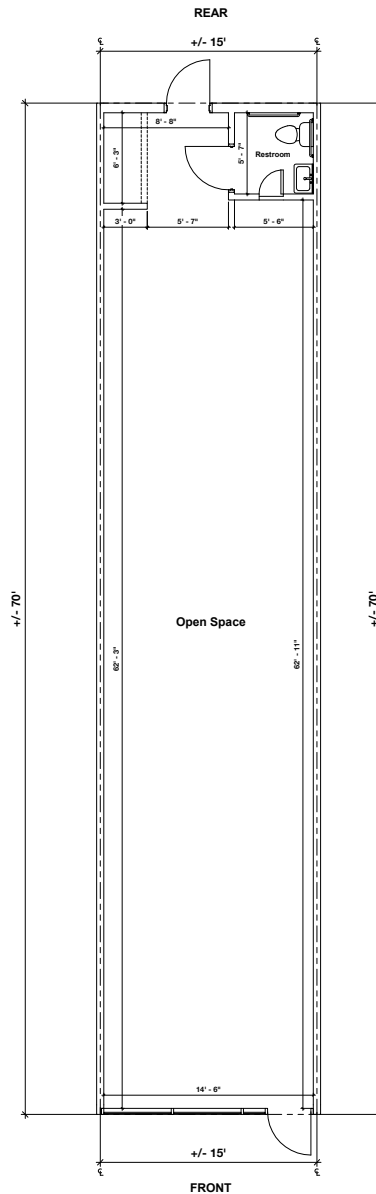 REAR
℄
+/- 15'
℄
8' - 8"
6' - 3"
5' - 7"
Restroom
3' - 0"
5' - 7"
5' - 6"
+/- 70'
+/- 70'
Open Space
62' - 3"
62' - 11"
14' - 6"
℄
+/- 15'
℄
FRONT